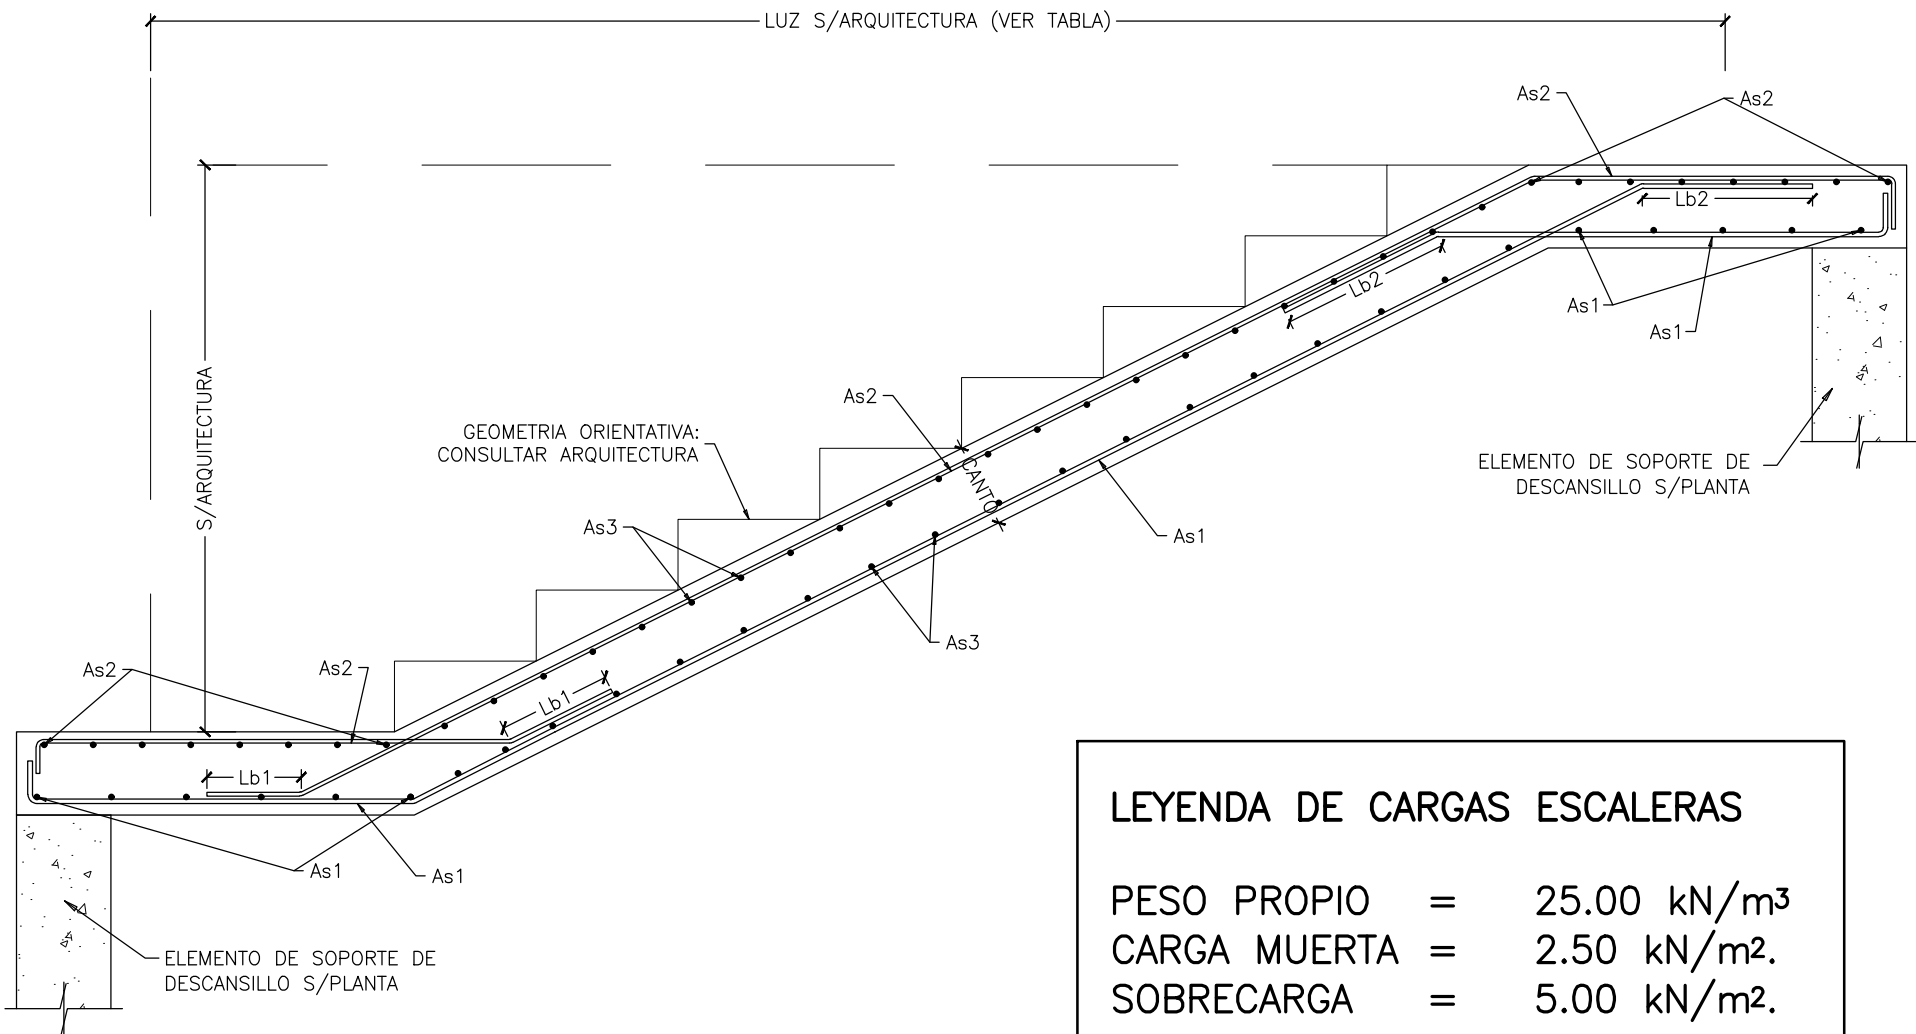 LUZ S/ARQUITECTURA (VER TABLA)
As2
As2
Lb2
Lb2
As1
As1
S/ARQUITECTURA
As2
GEOMETRIA ORIENTATIVA:
CONSULTAR ARQUITECTURA
CANTO
ELEMENTO DE SOPORTE DE
DESCANSILLO S/PLANTA
As3
As1
As3
As2
As2
Lb1
Lb1
As1
As1
ELEMENTO DE SOPORTE DE
DESCANSILLO S/PLANTA
LEYENDA DE CARGAS ESCALERAS
PESO PROPIO = 25.00 kN/m³
CARGA MUERTA = 2.50 kN/m².
SOBRECARGA = 5.00 kN/m².